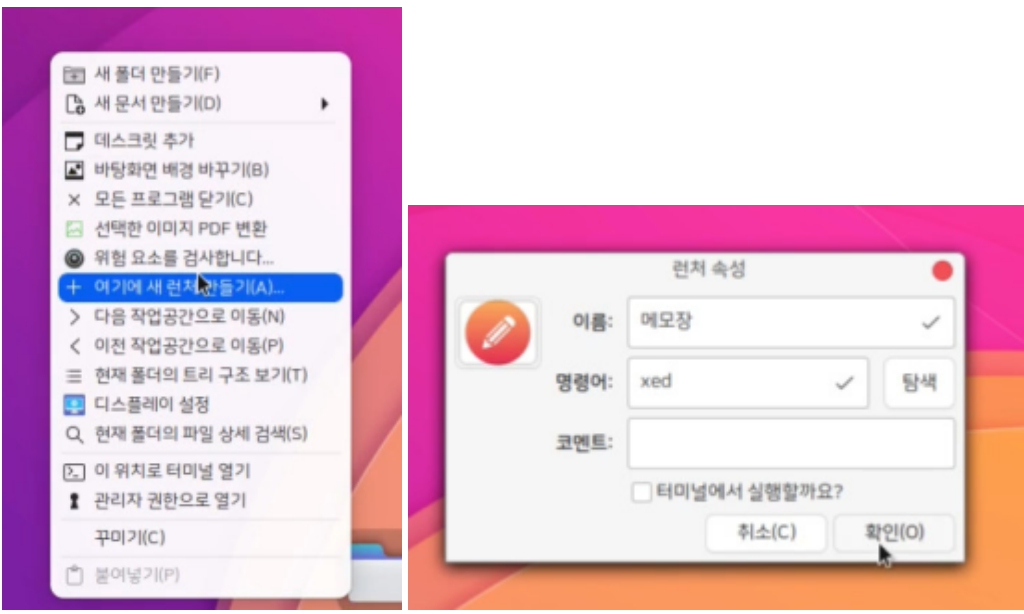 새 폴더 만들기(F)
새 문서 만들기(D)
데스크릿 추가
바탕화면 배경 바꾸기(B)
모든 프로그램 닫기(C)
선택한 이미지 PDF 변환
위험 요소를 검사합니다...
여기에 새 런처 만들기(A)...
다음 작업공간으로 이동(N)
이전 작업공간으로 이동(P)
현재 폴더의 트리 구조 보기(T)
디스플레이 설정
현재 폴더의 파일 상세 검색(S)
이 위치로 터미널 열기
관리자 권한으로 열기
꾸미기(C)
붙여넣기(P)
런처 속성
이름: 메모장
명령어: xed 탐색
코멘트:
터미널에서 실행할까요?
취소(C) 확인(O)